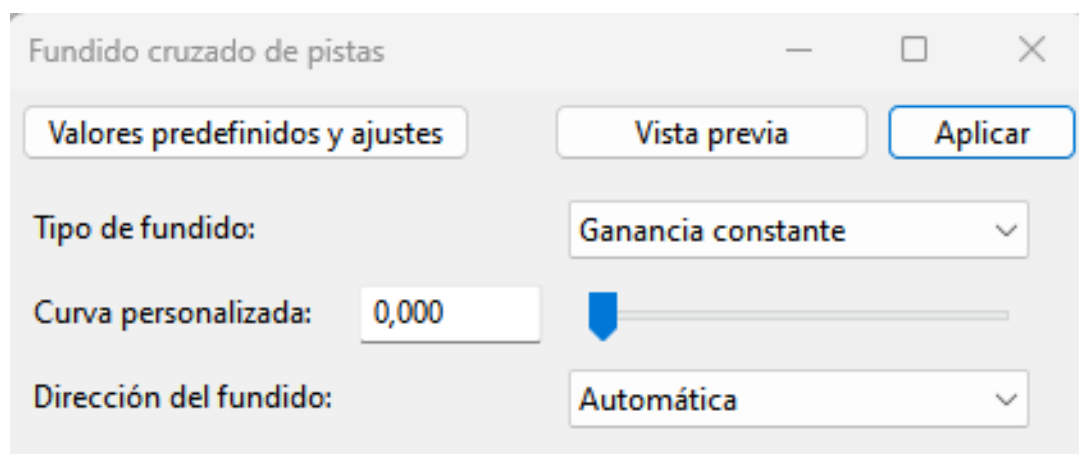 Fundido cruzado de pistas
Valores predefinidos y ajustes Vista previa Aplicar
Tipo de fundido: Ganancia constante
Curva personalizada: 0,000
Dirección del fundido: Automática